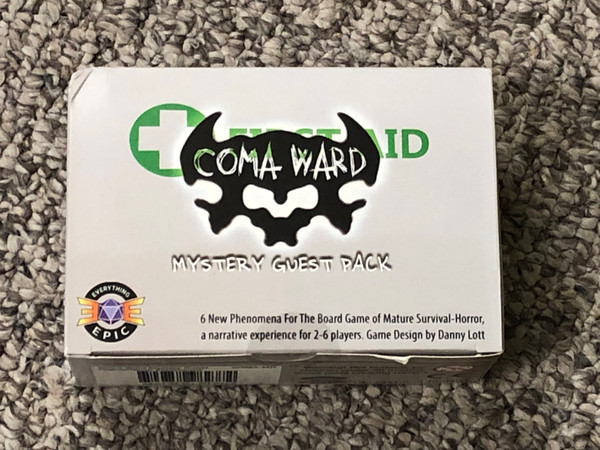 FIRST AID
COMA WARD
MYSTERY GUEST PACK
EVERYTHING
EPIC
6 New Phenomena For The Board Game of Mature Survival-Horror,
a narrative experience for 2-6 players. Game Design by Danny Lott